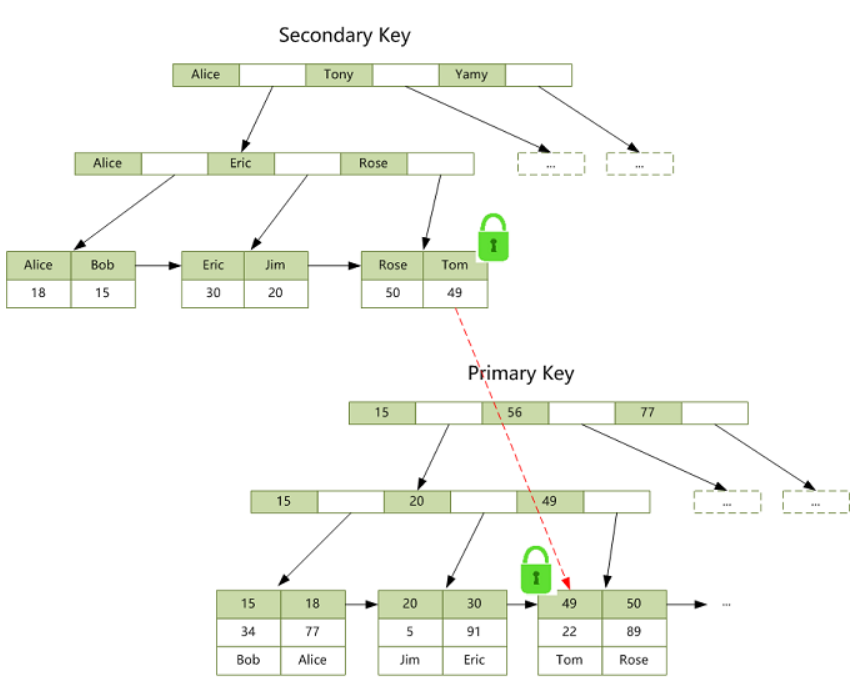 Secondary Key
Alice Tony Yamy
Alice Eric Rose ... ...
Alice Bob Eric Jim Rose Tom
18 15 30 20 50 49
Primary Key
15 56 77
15 20 49 ... ...
15 18 20 30 49 50 ...
34 77 5 91 22 89
Bob Alice Jim Eric Tom Rose